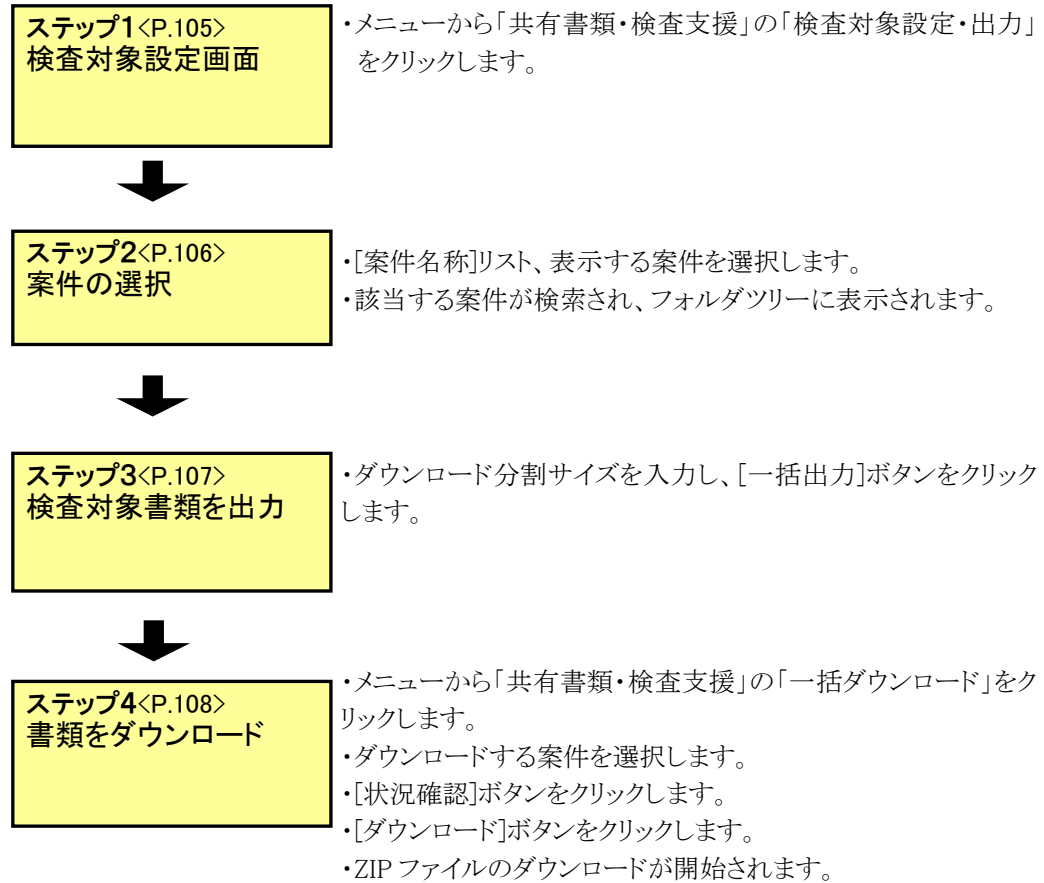 ステップ1<P.105>
検査対象設定画面
・メニューから「共有書類・検査支援」の「検査対象設定・出力」
をクリックします。
ステップ2<P.106>
案件の選択
・[案件名称]リスト、表示する案件を選択します。
・該当する案件が検索され、フォルダツリーに表示されます。
ステップ3<P.107>
検査対象書類を出力
・ダウンロード分割サイズを入力し、[一括出力]ボタンをクリック
します。
ステップ4<P.108>
書類をダウンロード
・メニューから「共有書類・検査支援」の「一括ダウンロード」をク
リックします。
・ダウンロードする案件を選択します。
・[状況確認]ボタンをクリックします。
・[ダウンロード]ボタンをクリックします。
・ZIP ファイルのダウンロードが開始されます。